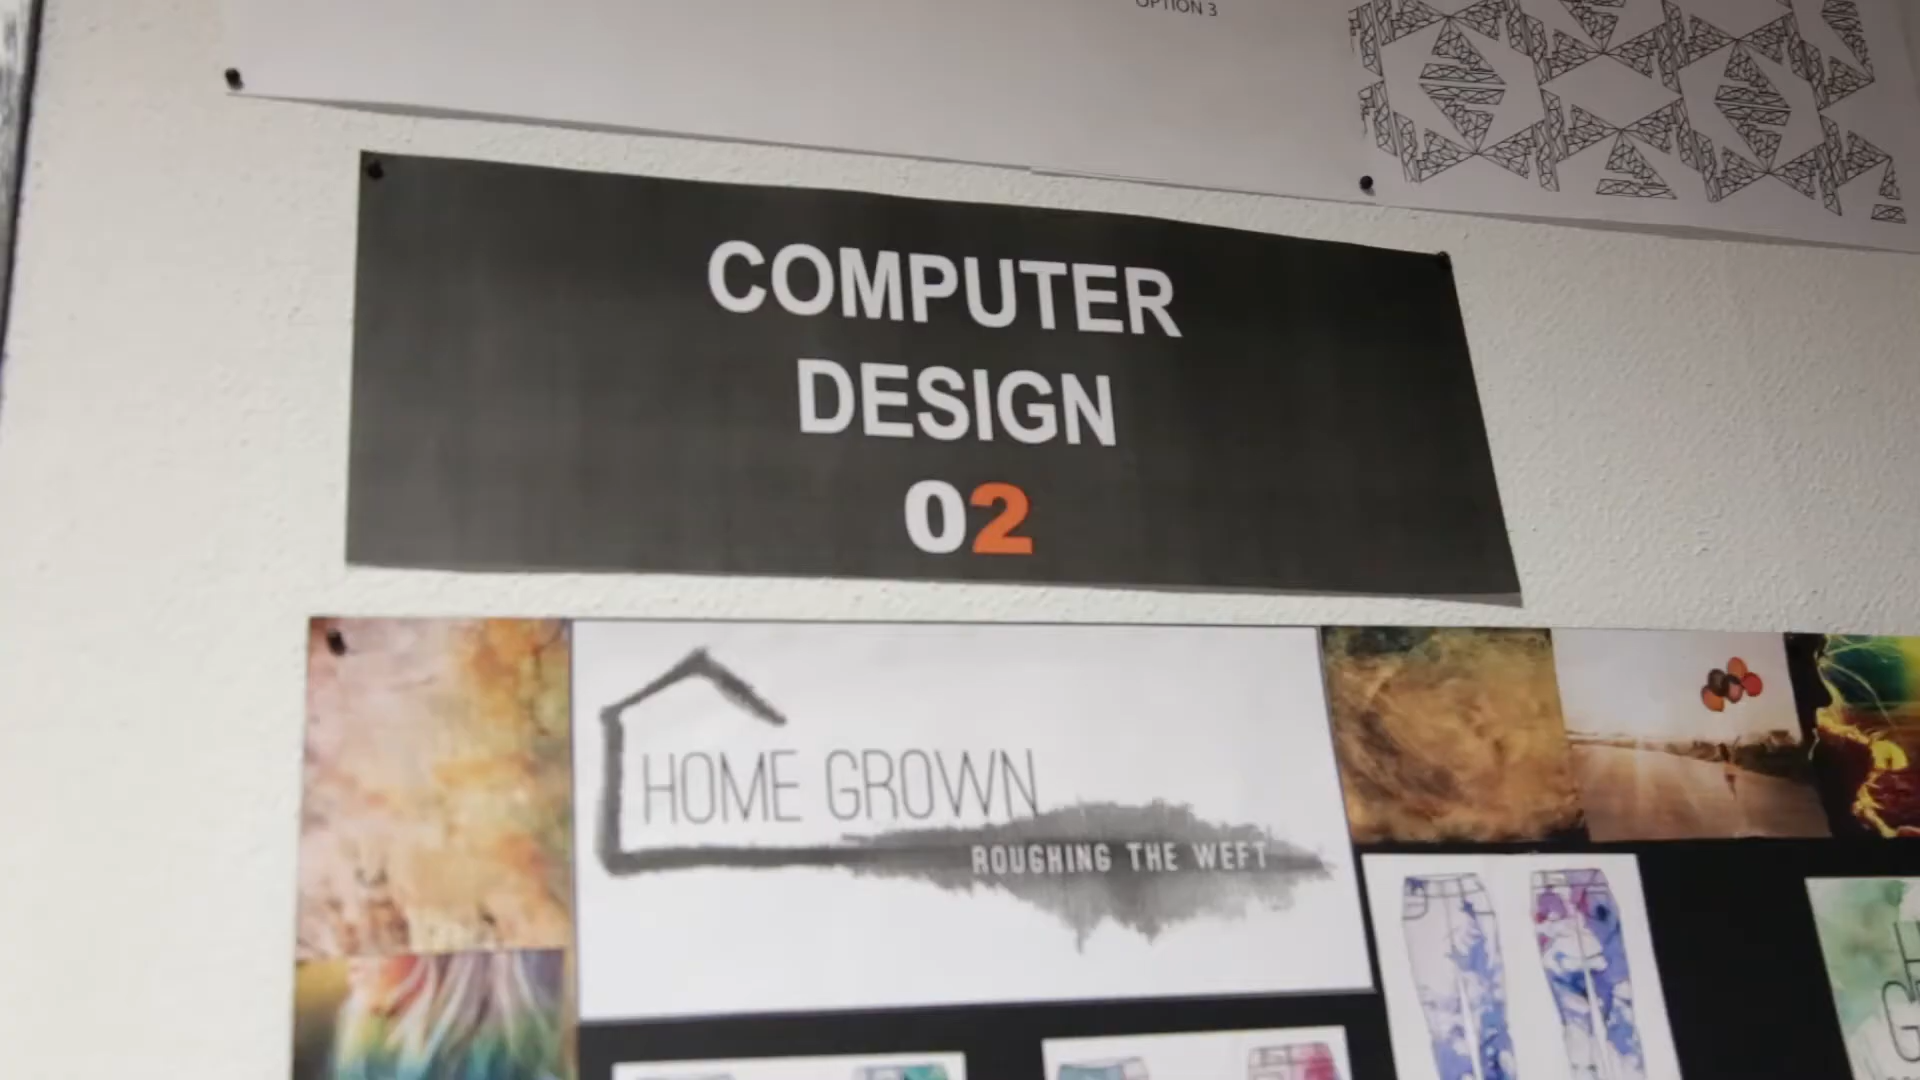 OPTION 3
COMPUTER
DESIGN
02
HOME GROWN
ROUGHING THE WEFT